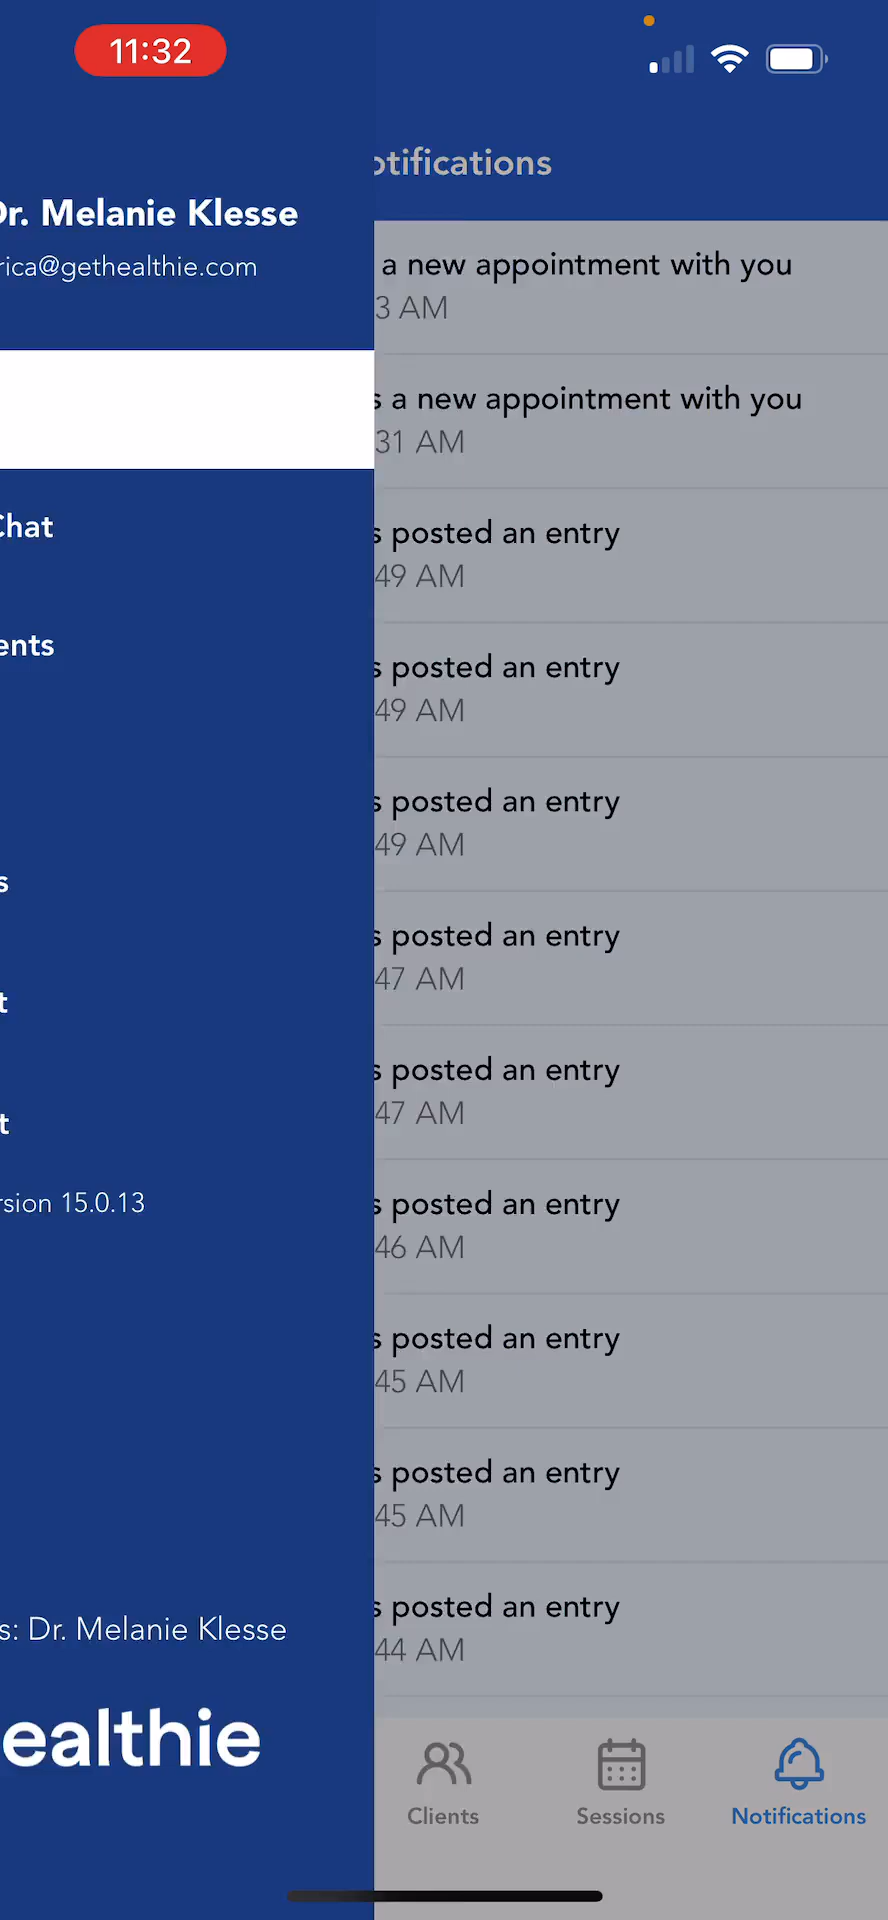 11:32
Dr. Melanie Klesse
rica@gethealthie.com
Chat
ents
s
t
t
rsion 15.0.13
s: Dr. Melanie Klesse
ealthie
otifications
a new appointment with you
3 AM
s a new appointment with you
31 AM
s posted an entry
49 AM
s posted an entry
49 AM
s posted an entry
49 AM
s posted an entry
47 AM
s posted an entry
47 AM
s posted an entry
46 AM
s posted an entry
45 AM
s posted an entry
45 AM
s posted an entry
44 AM
Clients
Sessions
Notifications